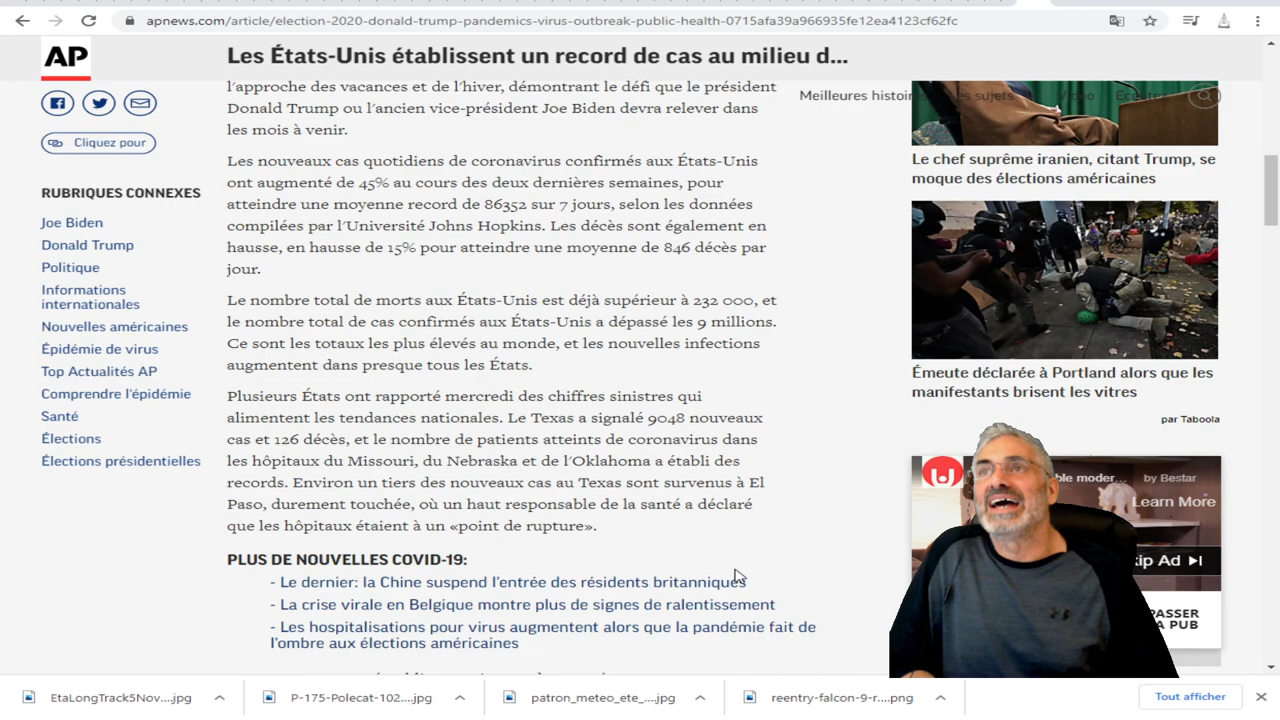 apnews.com/article/election-2020-donald-trump-pandemics-virus-outbreak-public-health-0715afa39a966935fe12ea4123cf62fc
AP
Les États-Unis établissent un record de cas au milieu d...
Meilleures histoires
sujets
Cliquez pour
RUBRIQUES CONNEXES
Joe Biden
Donald Trump
Politique
Informations
internationales
Nouvelles américaines
Épidémie de virus
Top Actualités AP
Comprendre l'épidémie
Santé
Élections
Élections présidentielles
l'approche des vacances et de l'hiver, démontrant le défi que le président
Donald Trump ou l'ancien vice-président Joe Biden devra relever dans
les mois à venir.
Les nouveaux cas quotidiens de coronavirus confirmés aux États-Unis
ont augmenté de 45% au cours des deux dernières semaines, pour
atteindre une moyenne record de 86352 sur 7 jours, selon les données
compilées par l'Université Johns Hopkins. Les décès sont également en
hausse, en hausse de 15% pour atteindre une moyenne de 846 décès par
jour.
Le nombre total de morts aux États-Unis est déjà supérieur à 232 000, et
le nombre total de cas confirmés aux États-Unis a dépassé les 9 millions.
Ce sont les totaux les plus élevés au monde, et les nouvelles infections
augmentent dans presque tous les États.
Plusieurs États ont rapporté mercredi des chiffres sinistres qui
alimentent les tendances nationales. Le Texas a signalé 9048 nouveaux
cas et 126 décès, et le nombre de patients atteints de coronavirus dans
les hôpitaux du Missouri, du Nebraska et de l'Oklahoma a établi des
records. Environ un tiers des nouveaux cas au Texas sont survenus à El
Paso, durement touchée, où un haut responsable de la santé a déclaré
que les hôpitaux étaient à un «point de rupture».
PLUS DE NOUVELLES COVID-19:
- Le dernier: la Chine suspend l'entrée des résidents britanniques
- La crise virale en Belgique montre plus de signes de ralentissement
- Les hospitalisations pour virus augmentent alors que la pandémie fait de
l'ombre aux élections américaines
Le chef suprême iranien, citant Trump, se
moque des élections américaines
Émeute déclarée à Portland alors que les
manifestants brisent les vitres
par Taboola
ble moder... by Bestar
Learn More
ip Ad
PASSER
A PUB
EtaLongTrack5Nov....jpg
P-175-Polecat-102....jpg
patron_meteo_ete_....jpg
reentry-falcon-9-r....png
Tout afficher